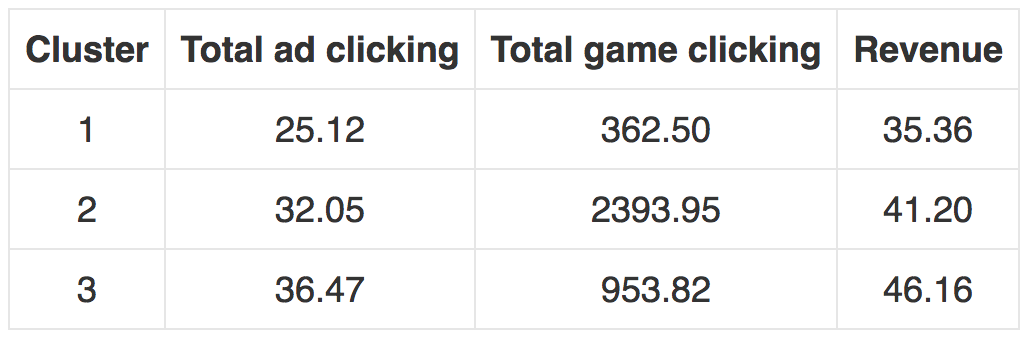 Cluster Total ad clicking Total game clicking Revenue
1 25.12 362.50 35.36
2 32.05 2393.95 41.20
3 36.47 953.82 46.16